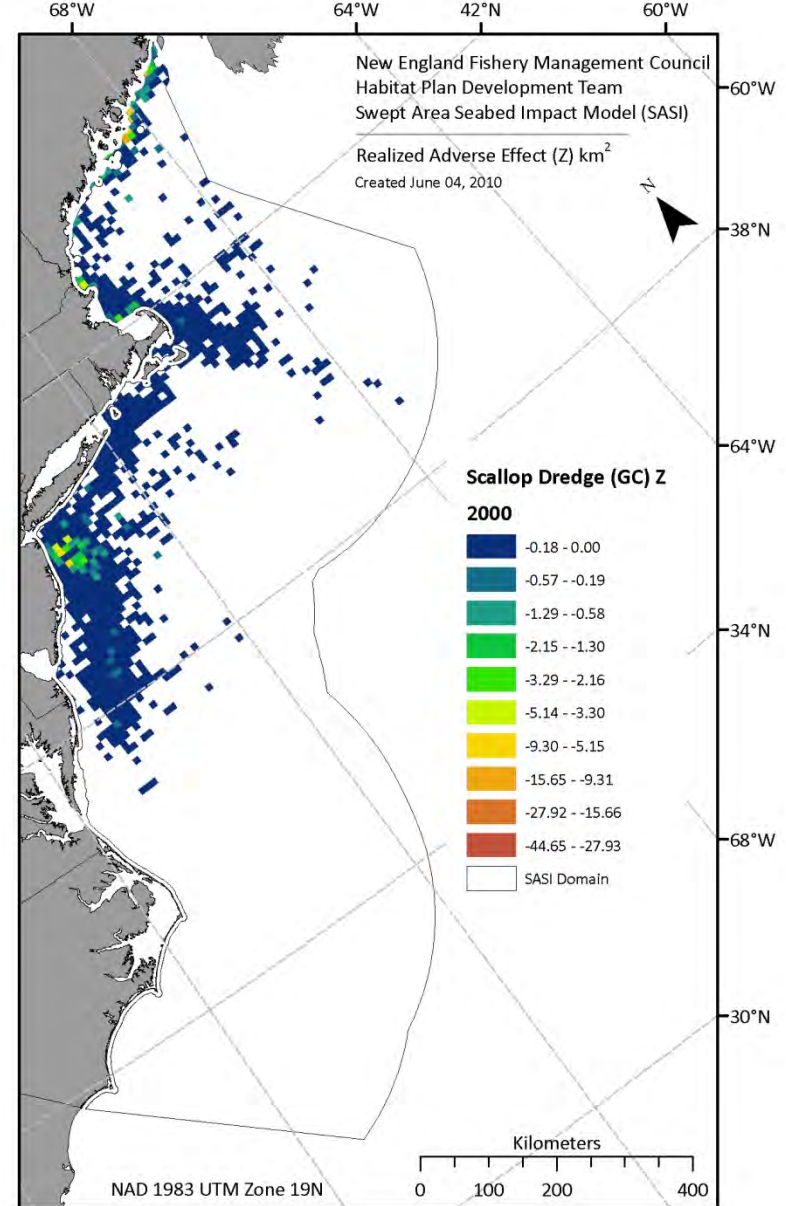 68°W 64°W 42°N 60°W
New England Fishery Management Council
Habitat Plan Development Team
Swept Area Seabed Impact Model (SASI)
Realized Adverse Effect (Z) km²
Created June 04, 2010
N
60°W
38°N
64°W
Scallop Dredge (GC) Z
2000
-0.18 - 0.00
-0.57 - -0.19
-1.29 - -0.58
-2.15 - -1.30
-3.29 - -2.16
-5.14 - -3.30
-9.30 - -5.15
-15.65 - -9.31
-27.92 - -15.66
-44.65 - -27.93
SASI Domain
34°N
68°W
30°N
Kilometers
0 100 200 400
NAD 1983 UTM Zone 19N